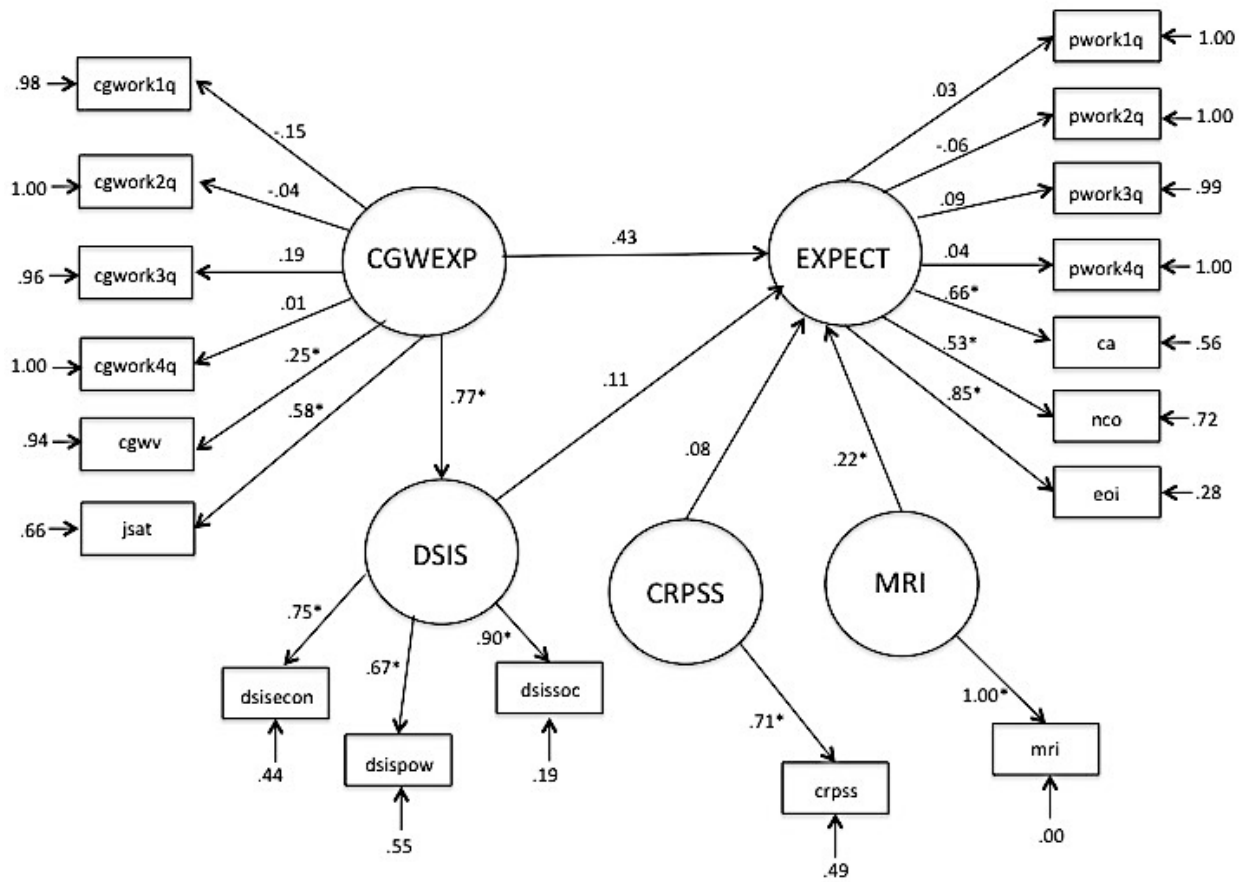 pwork1q
1.00
.98
cgwork1q
.03
-.15
pwork2q
1.00
-.06
1.00
cgwork2q
-.04
.09
pwork3q
.99
.96
cgwork3q
.19
CGWEXP
.43
EXPECT
.04
pwork4q
1.00
.01
.66*
1.00
cgwork4q
.25*
.77*
.11
.53*
ca
.56
.94
cgwv
.58*
.85*
nco
.72
.08
.22*
.66
jsat
eoi
.28
DSIS
CRPSS
MRI
.75*
.67*
.90*
dsisecon
dsissoc
1.00*
.71*
mri
.44
dsispow
.19
crpss
.55
.00
.49